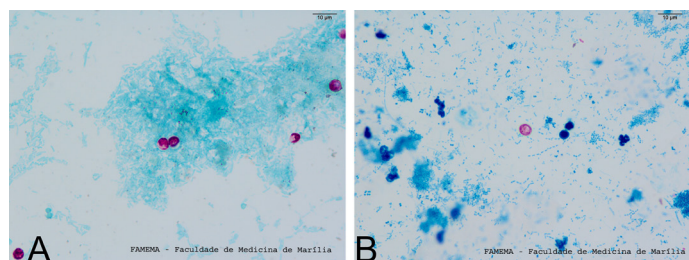 10 µm
A
FAMEMA - Faculdade de Medicina de Marília
10 µm
B
FAMEMA - Faculdade de Medicina de Marília